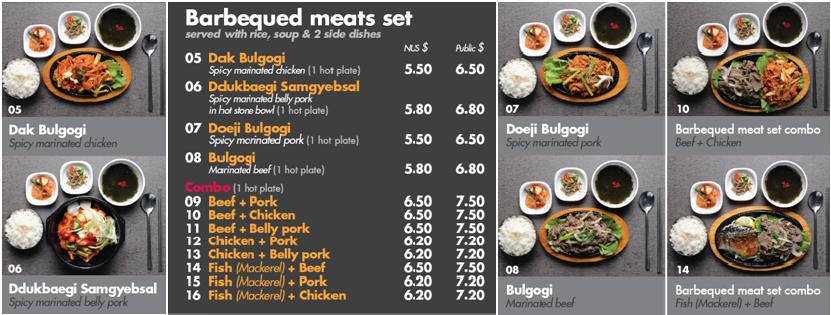 05
Dak Bulgogi
Spicy marinated chicken
06
Ddukbaegi Samgyebsal
Spicy marinated belly pork
Barbequed meats set
served with rice, soup & 2 side dishes
NUS $ Public $
05 Dak Bulgogi
Spicy marinated chicken (1 hot plate) 5.50 6.50
06 Ddukbaegi Samgyebsal
Spicy marinated belly pork
in hot stone bowl (1 hot plate) 5.80 6.80
07 Doeji Bulgogi
Spicy mcrinated pork (1 hot plate) 5.50 6.50
08 Bulgogi
Marinated beef (1 hot plate) 5.80 6.80
Combo (1 hot plate)
09 Beef + Pork 6.50 7.50
10 Beef + Chicken 6.50 7.50
11 Beef + Belly pork 6.50 7.50
12 Chicken + Pork 6.20 7.20
13 Chicken + Belly pork 6.20 7.20
14 Fish (Mackerel) + Beef 6.50 7.50
15 Fish (Mackerel) + Pork 6.20 7.20
16 Fish (Mackerel) + Chicken 6.20 7.20
07
Doeji Bulgogi
Spicy marinated pork
08
Bulgogi
Marinated beef
10
Barbequed meat set combo
Beef + Chicken
14
Barbequed meat set combo
Fish (Mackerel) + Beef